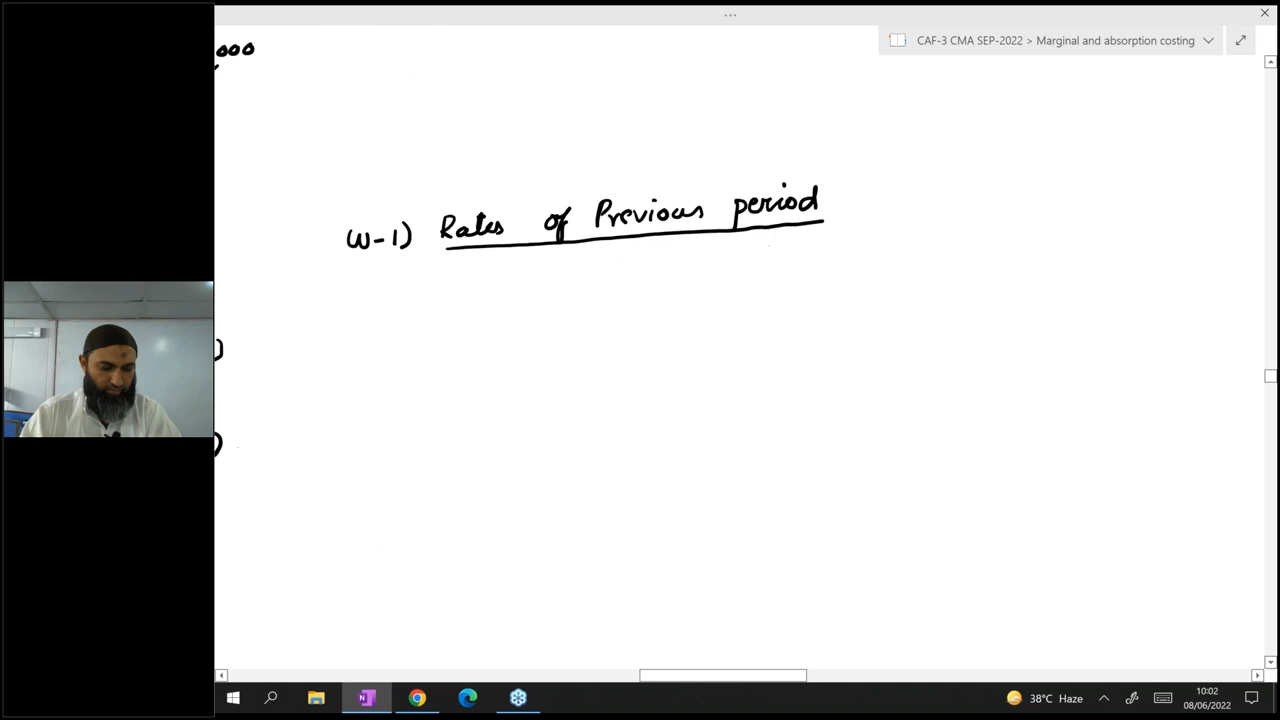 CAF-3 CMA SEP-2022 > Marginal and absorption costing
,000
W-1) Rates of Previous period
)
)
38°C Haze
10:02
08/06/2022